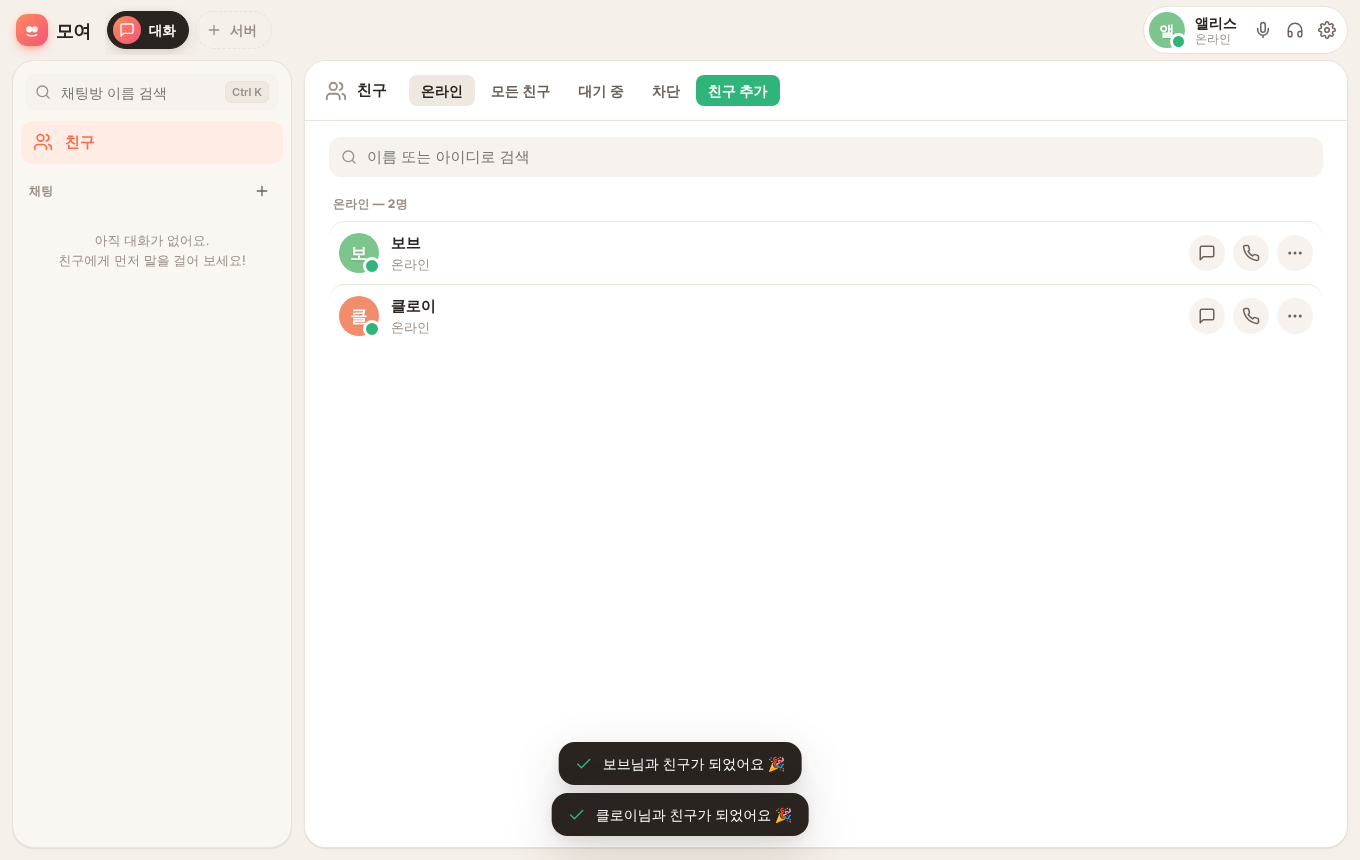 모여
대화
서버
앨
앨리스
온라인
채팅방 이름 검색
Ctrl K
친구
채팅
아직 대화가 없어요.
친구에게 먼저 말을 걸어 보세요!
친구
온라인
모든 친구
대기 중
차단
친구 추가
이름 또는 아이디로 검색
온라인 — 2명
보
보브
온라인
클
클로이
온라인
보브님과 친구가 되었어요 🎉
클로이님과 친구가 되었어요 🎉